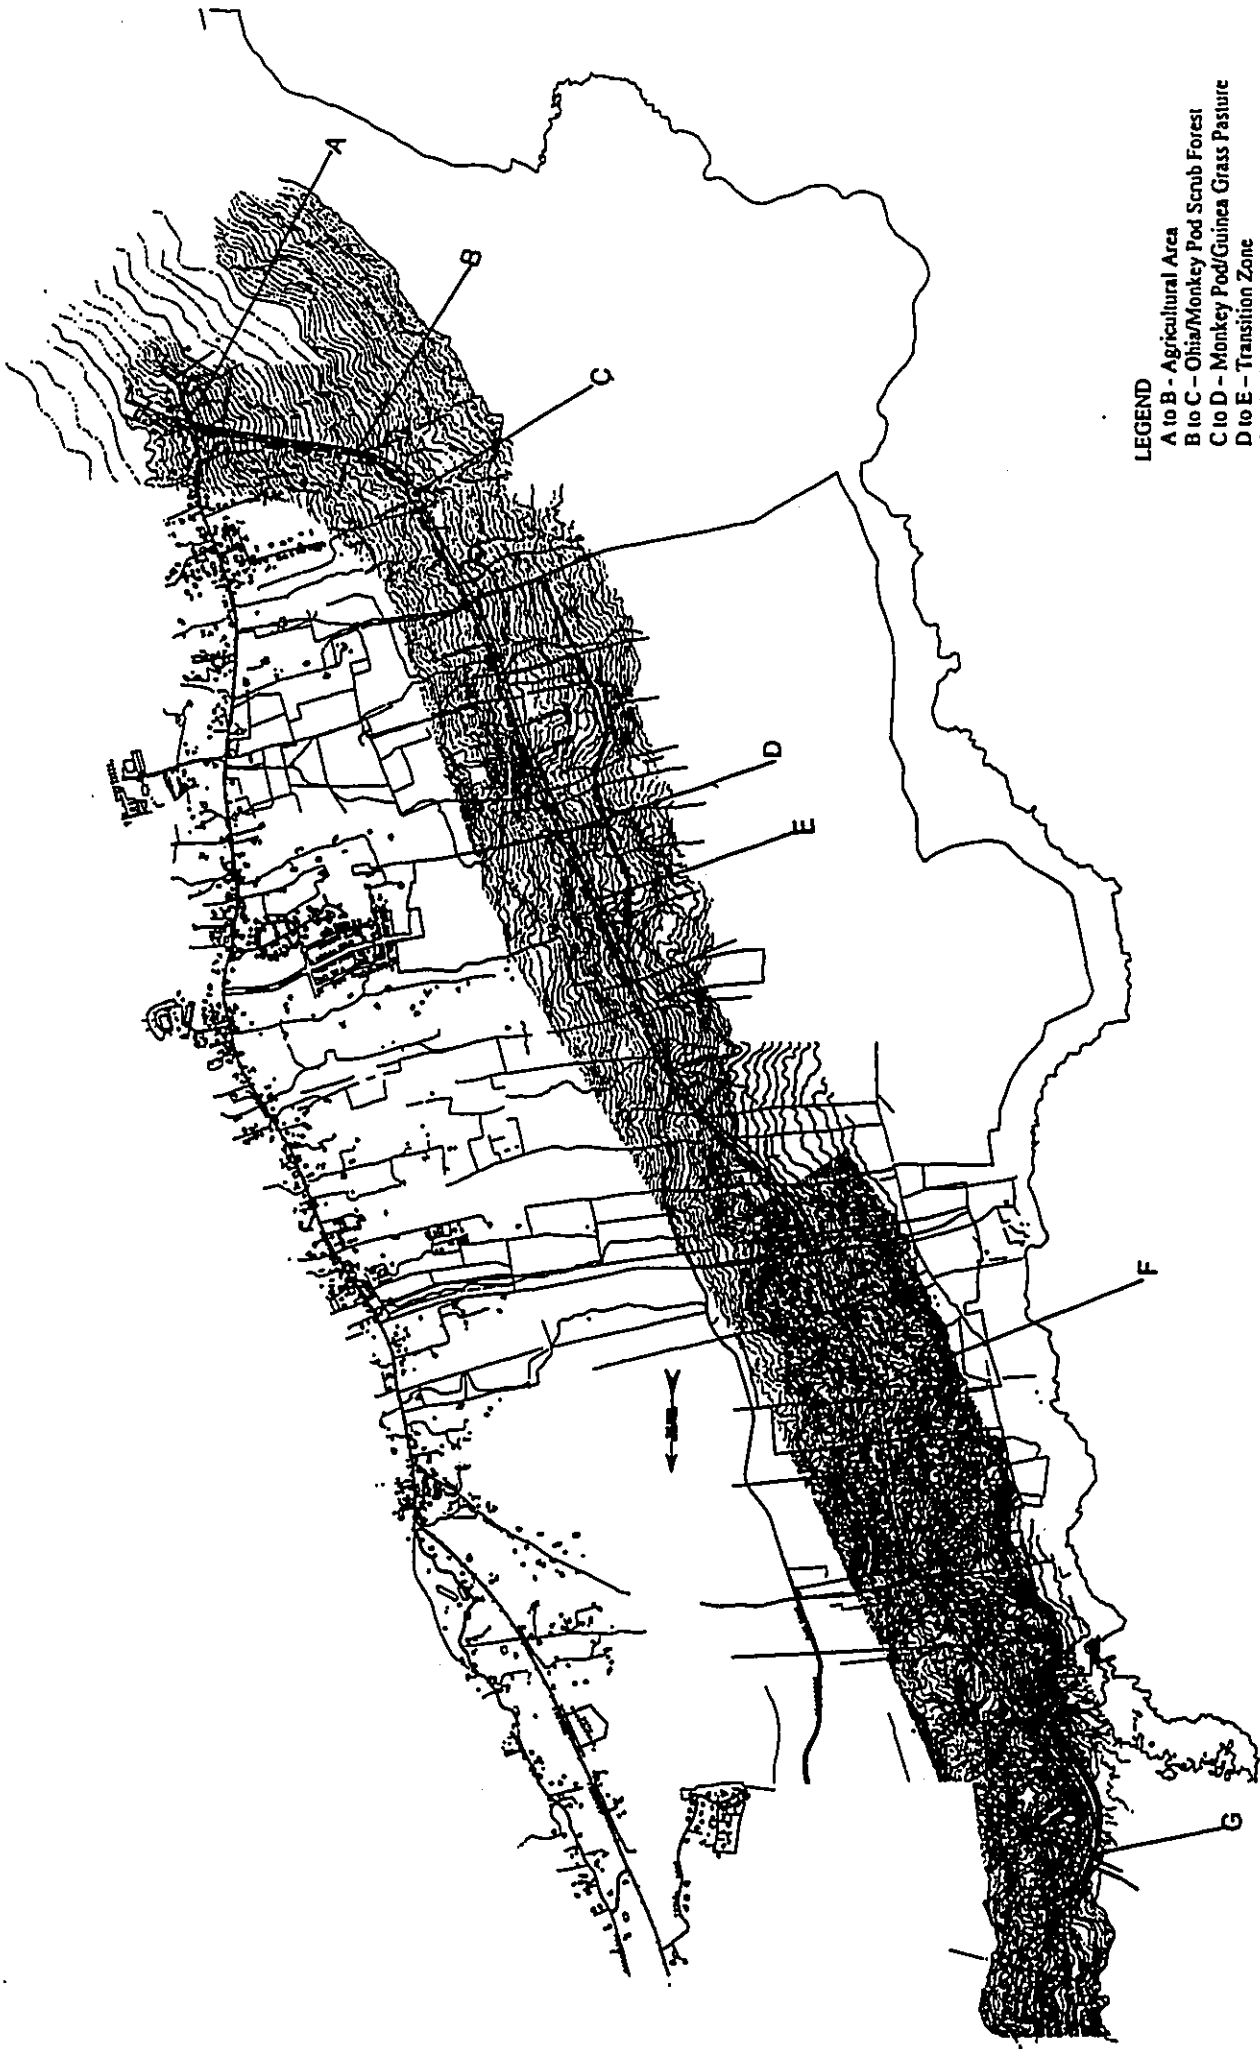 A
B
C
D
E
F
G
LEGEND
A to B - Agricultural Area
B to C – Ohia/Monkey Pod Scrub Forest
C to D – Monkey Pod/Guinea Grass Pasture
D to E – Transition Zone